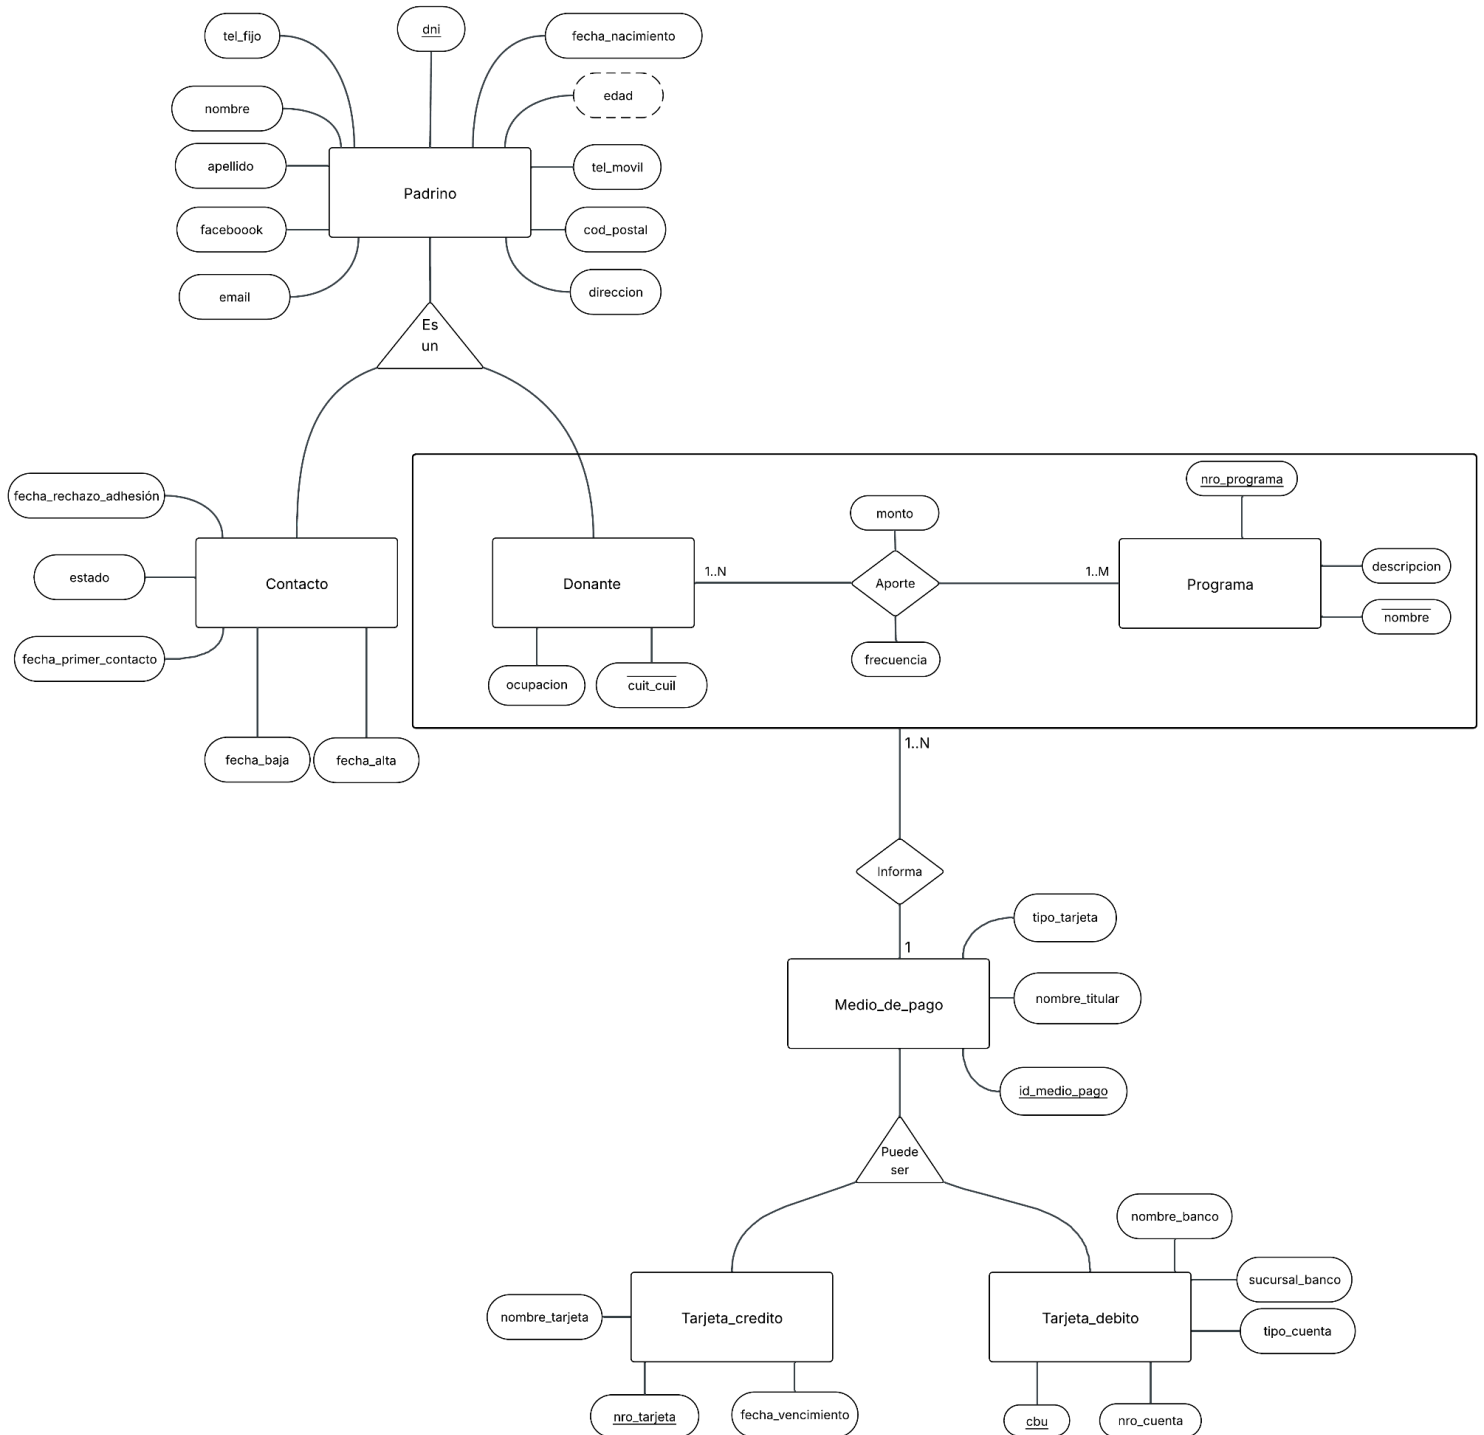 dni
tel_fijo
fecha_nacimiento
edad
nombre
apellido
tel_movil
Padrino
faceboook
cod_postal
email
direccion
Es
un
nro_programa
fecha_rechazo_adhesión
monto
descripcion
estado
Contacto
Donante
1..N
Aporte
1..M
Programa
nombre
fecha_primer_contacto
frecuencia
ocupacion
cuit_cuil
fecha_baja
fecha_alta
1..N
Informa
tipo_tarjeta
1
nombre_titular
Medio_de_pago
id_medio_pago
Puede
ser
nombre_banco
sucursal_banco
nombre_tarjeta
Tarjeta_credito
Tarjeta_debito
tipo_cuenta
nro_tarjeta
fecha_vencimiento
cbu
nro_cuenta